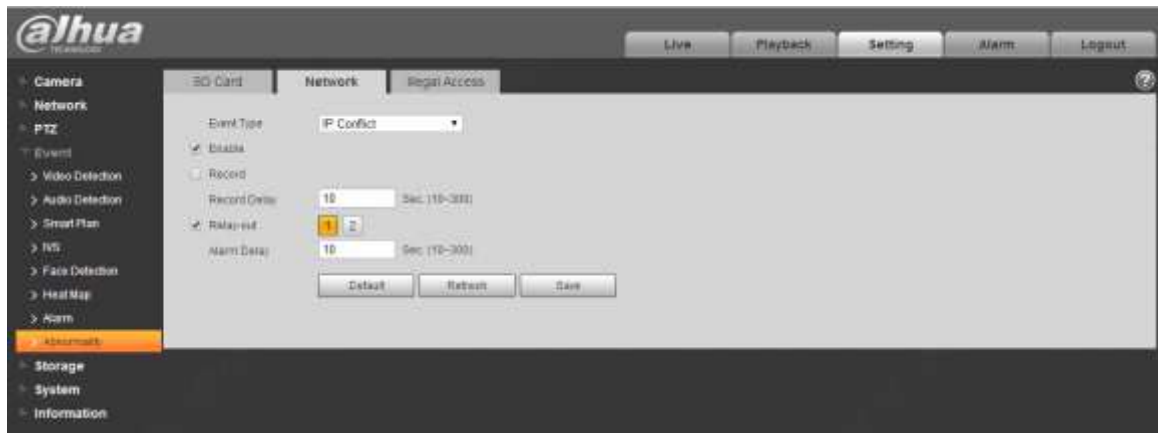 alhua
TECHNOLOGY
Live Playback Setting Alarm Logout
Camera
Network
PTZ
Event
Video Detection
Audio Detection
Smart Plan
IVS
Face Detection
Heat Map
Alarm
Abnormality
Storage
System
Information
SD Card Network Illegal Access
?
Event Type IP Conflict
Enable
Record
Record Delay 10 Sec. (10~300)
Relay-out 1 2
Alarm Delay 10 Sec. (10~300)
Default Refresh Save